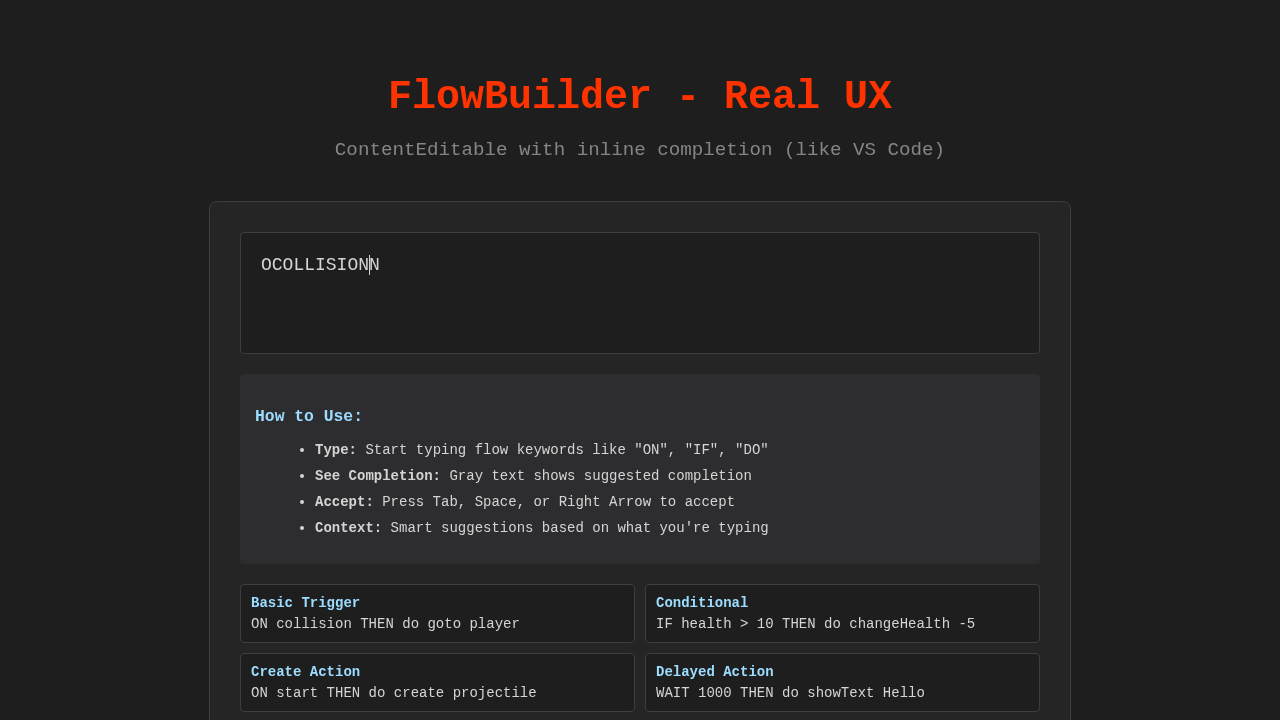 FlowBuilder - Real UX
ContentEditable with inline completion (like VS Code)
OCOLLISIONN
How to Use:
• Type: Start typing flow keywords like "ON", "IF", "DO"
• See Completion: Gray text shows suggested completion
• Accept: Press Tab, Space, or Right Arrow to accept
• Context: Smart suggestions based on what you're typing
Basic Trigger
ON collision THEN do goto player
Conditional
IF health > 10 THEN do changeHealth -5
Create Action
ON start THEN do create projectile
Delayed Action
WAIT 1000 THEN do showText Hello